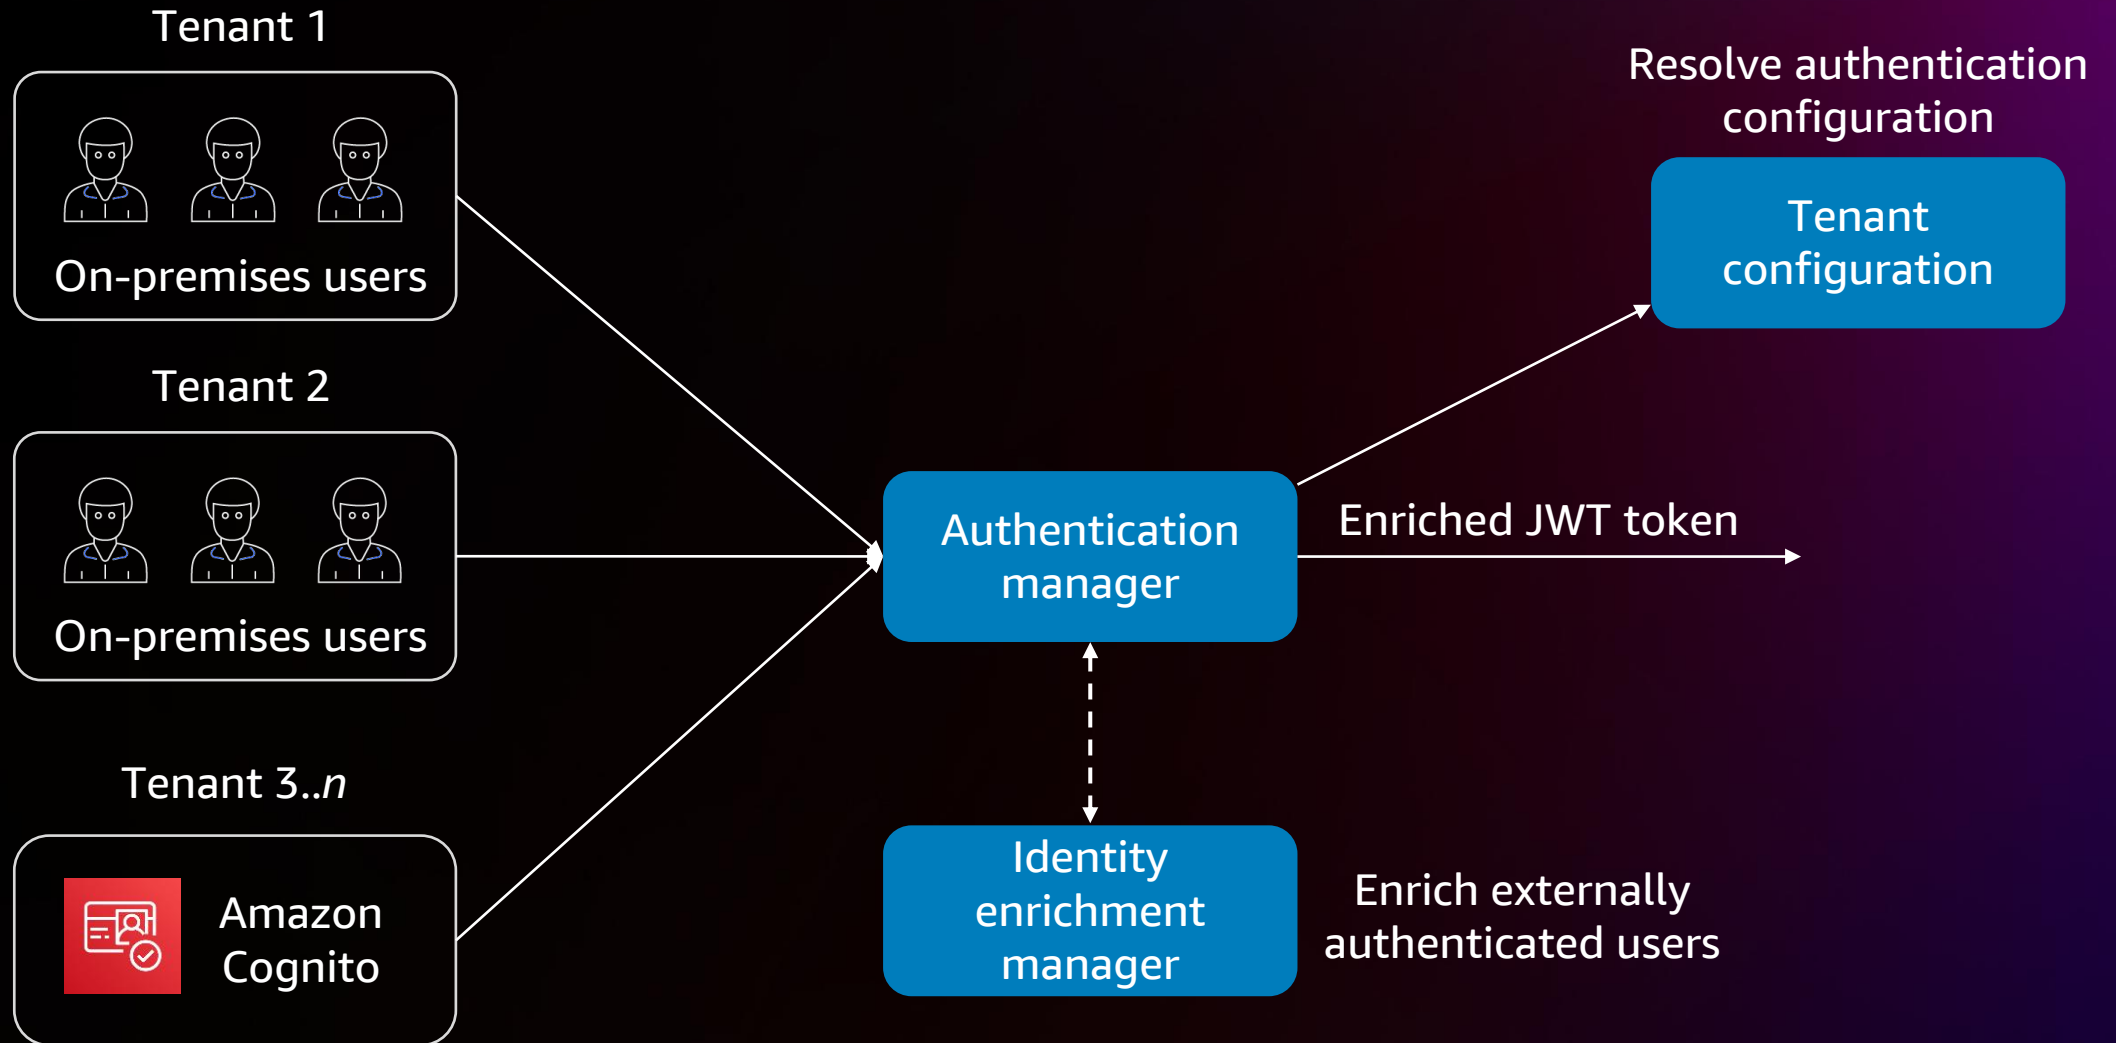 Tenant 1
On-premises users
Tenant 2
On-premises users
Tenant 3..n
Amazon
Cognito
Authentication
manager
Identity
enrichment
manager
Enrich externally
authenticated users
Enriched JWT token
Resolve authentication
configuration
Tenant
configuration